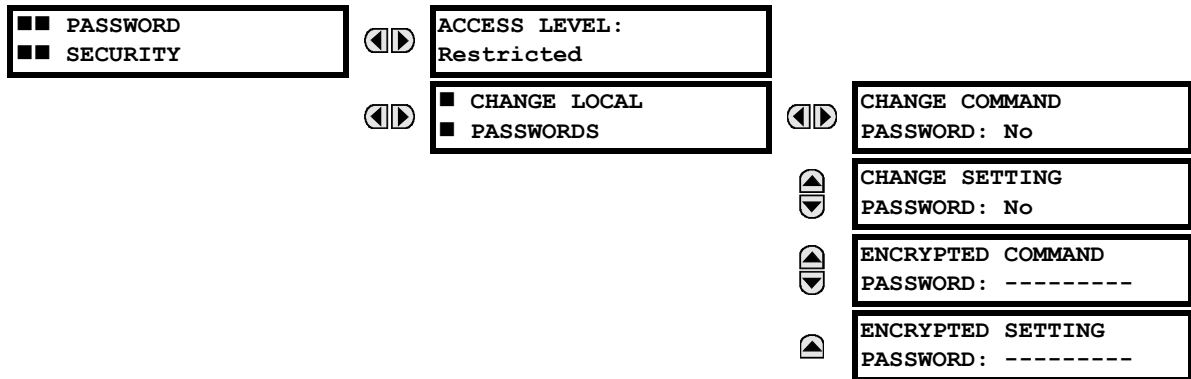 ■■ PASSWORD
■■ SECURITY
ACCESS LEVEL:
Restricted
■ CHANGE LOCAL
■ PASSWORDS
CHANGE COMMAND
PASSWORD: No
CHANGE SETTING
PASSWORD: No
ENCRYPTED COMMAND
PASSWORD: ---------
ENCRYPTED SETTING
PASSWORD: ---------